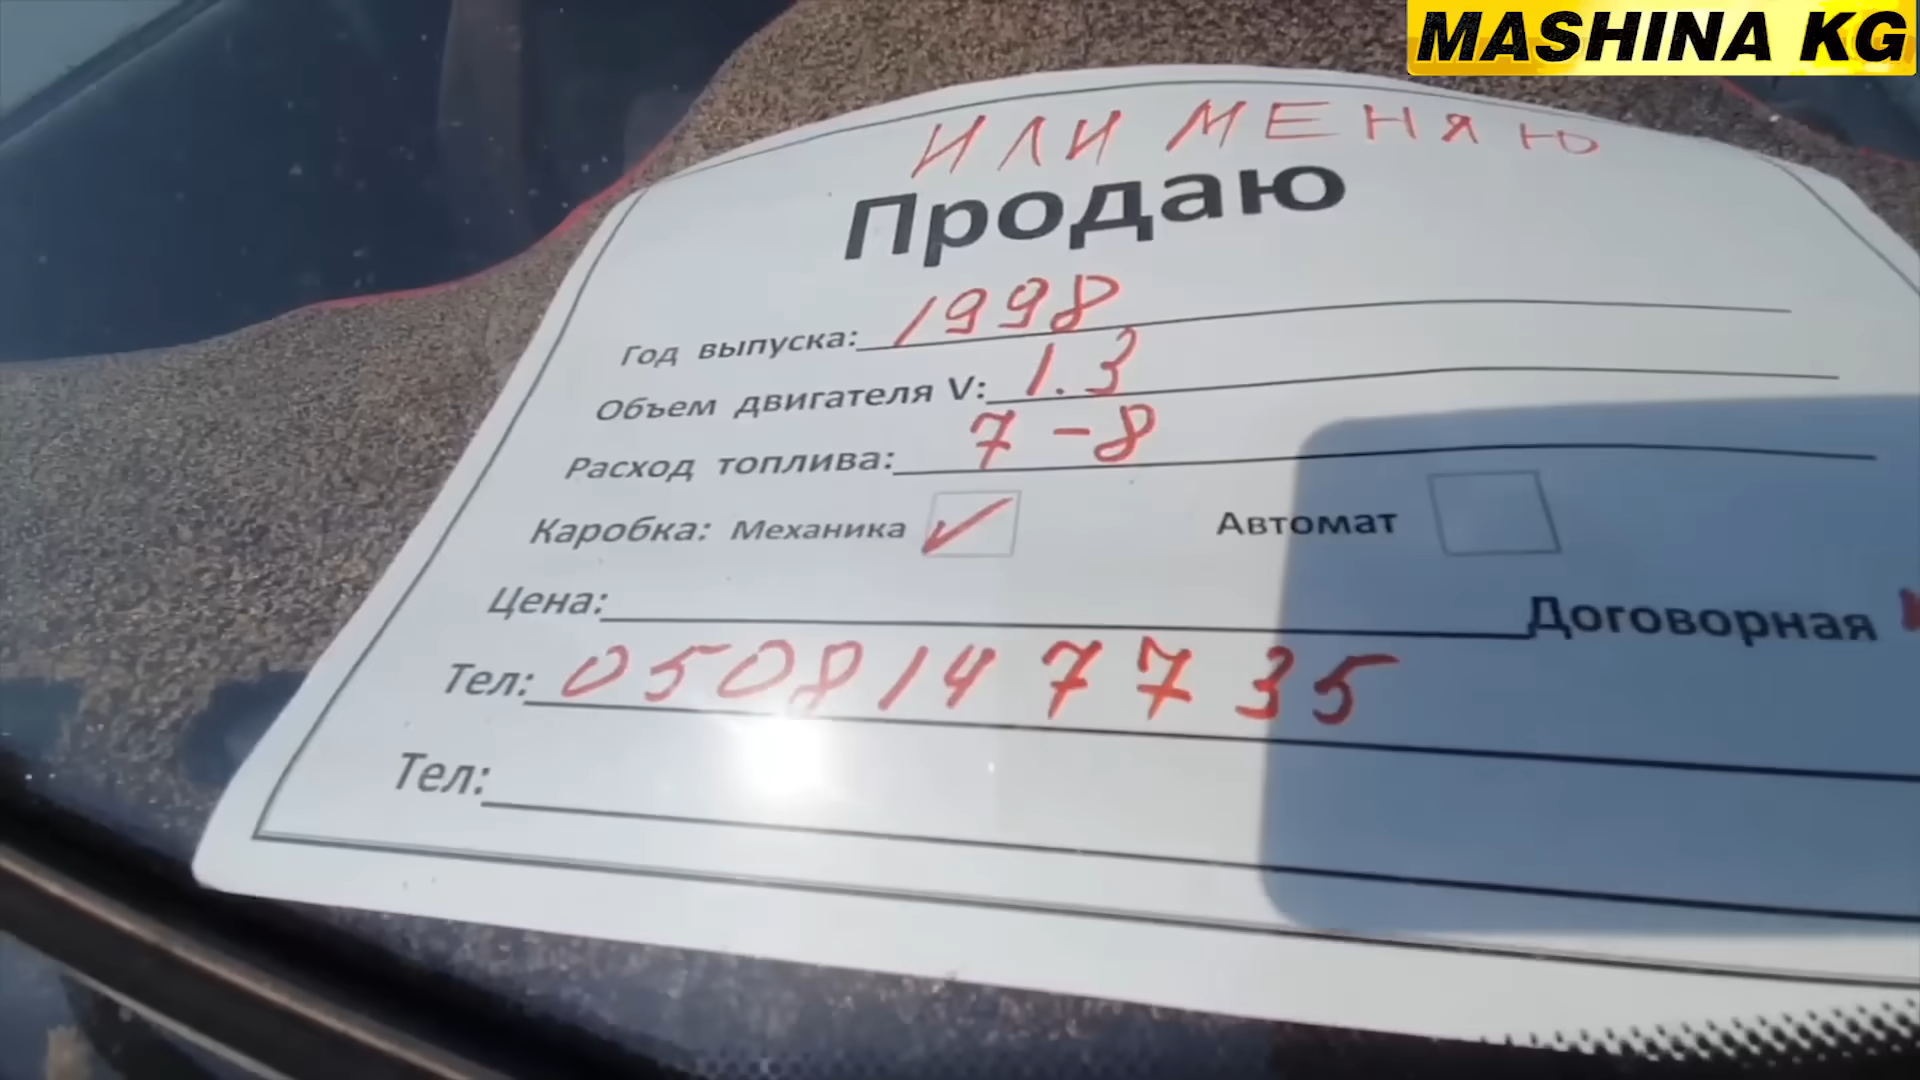 MASHINA KG
ИЛИ МЕНЯЮ
Продаю
Год выпуска: 1998
Объем двигателя V: 1.3
Расход топлива: 7-8
Каробка: Механика ✓ Автомат
Цена: Договорная
Тел: 0508147735
Тел: